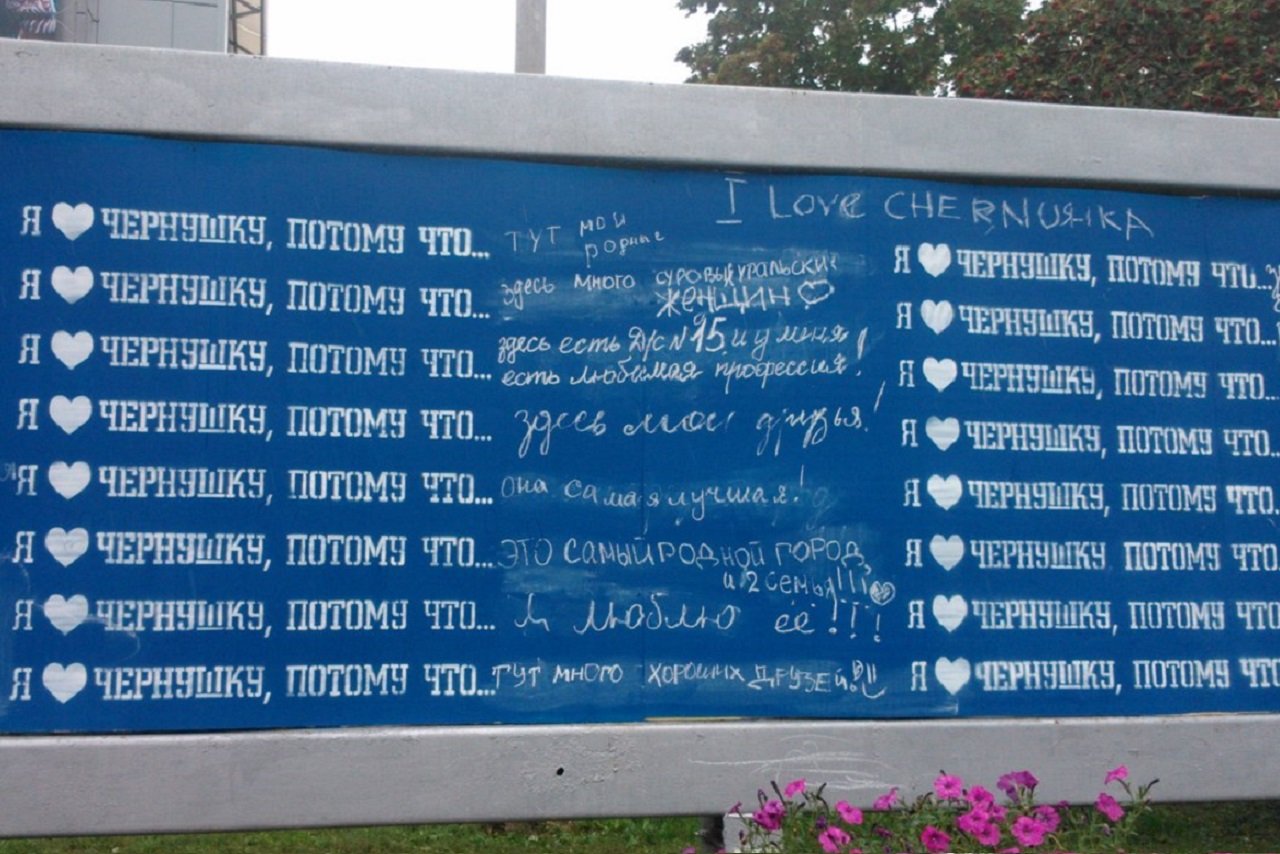 I LOVE CHERNUSHKA
Я ЧЕРНУШКУ, ПОТОМУ ЧТО... ТУТ МОИ
родные
Я ЧЕРНУШКУ, ПОТОМУ ЧТО... здесь много суровых уральских
ЖЕНЩИН
Я ЧЕРНУШКУ, ПОТОМУ ЧТО... здесь есть Д/с №15, и у меня
есть любимая профессия!
Я ЧЕРНУШКУ, ПОТОМУ ЧТО... здесь мои друзья!
Я ЧЕРНУШКУ, ПОТОМУ ЧТО... она самая лучшая!
Я ЧЕРНУШКУ, ПОТОМУ ЧТО... ЭТО САМЫЙ РОДНОЙ ГОРОД,
и 2 семья!!!
Я ЧЕРНУШКУ, ПОТОМУ ЧТО... Я люблю её!!!
Я ЧЕРНУШКУ, ПОТОМУ ЧТО... ТУТ МНОГО ХОРОШИХ ДРУЗЕЙ!!!
Я ЧЕРНУШКУ, ПОТОМУ ЧТО...
Я ЧЕРНУШКУ, ПОТОМУ ЧТО...
Я ЧЕРНУШКУ, ПОТОМУ ЧТО...
Я ЧЕРНУШКУ, ПОТОМУ ЧТО...
Я ЧЕРНУШКУ, ПОТОМУ ЧТО...
Я ЧЕРНУШКУ, ПОТОМУ ЧТО
Я ЧЕРНУШКУ, ПОТОМУ ЧТО
Я ЧЕРНУШКУ, ПОТОМУ ЧТО